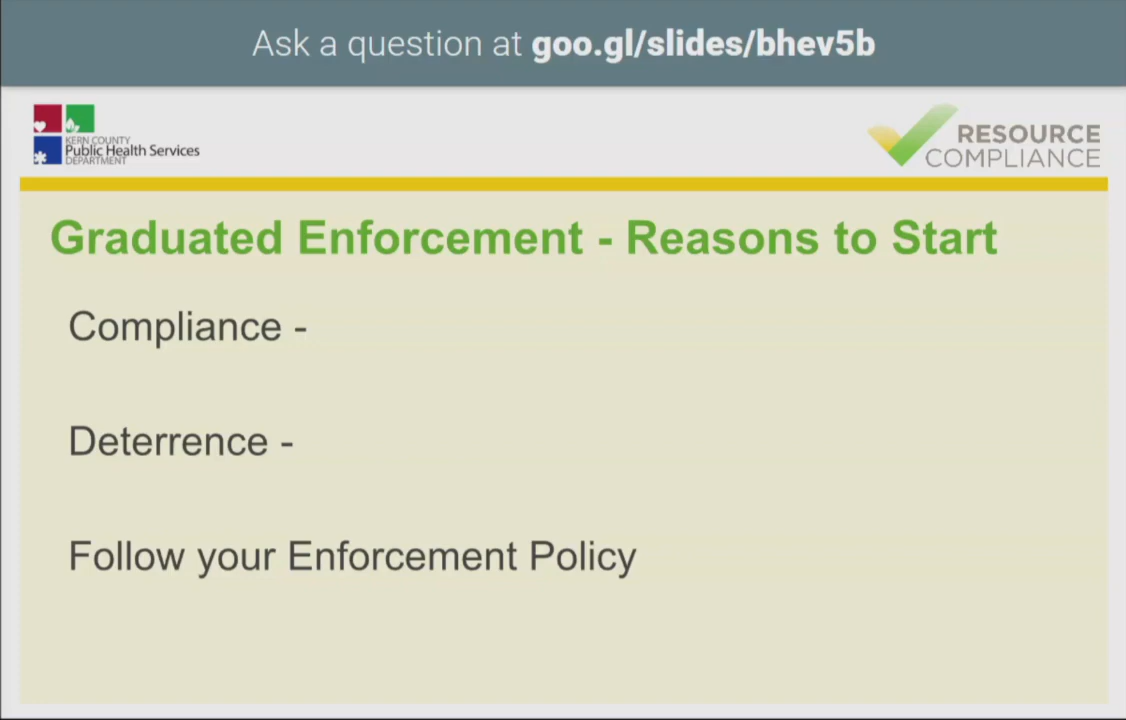 Ask a question at goo.gl/slides/bhev5b
KERN COUNTY
Public Health Services
DEPARTMENT
RESOURCE
COMPLIANCE
Graduated Enforcement - Reasons to Start
Compliance -
Deterrence -
Follow your Enforcement Policy